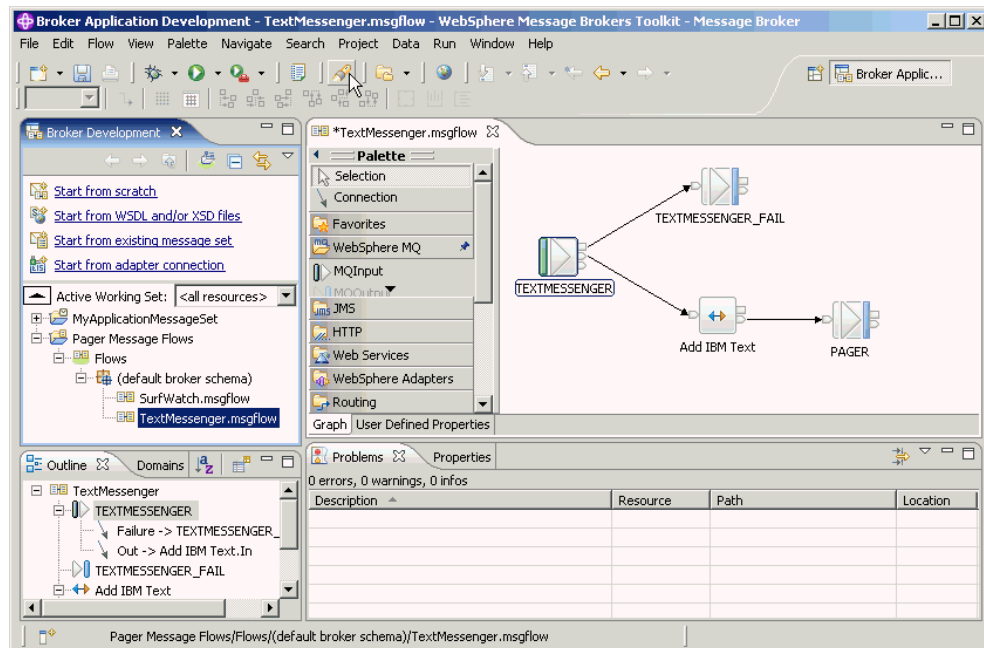 Broker Application Development - TextMessenger.msgflow - WebSphere Message Brokers Toolkit - Message Broker
File Edit Flow View Palette Navigate Search Project Data Run Window Help
Broker Applic...
Broker Development
Start from scratch
Start from WSDL and/or XSD files
Start from existing message set
Start from adapter connection
Active Working Set: <all resources>
MyApplicationMessageSet
Pager Message Flows
Flows
(default broker schema)
SurfWatch.msgflow
TextMessenger.msgflow
*TextMessenger.msgflow
Palette
Selection
Connection
Favorites
WebSphere MQ
MQInput
MQOutput
JMS
HTTP
Web Services
WebSphere Adapters
Routing
Graph User Defined Properties
TEXTMESSENGER_FAIL
TEXTMESSENGER
Add IBM Text
PAGER
Outline Domains
TextMessenger
TEXTMESSENGER
Failure -> TEXTMESSENGER_
Out -> Add IBM Text.In
TEXTMESSENGER_FAIL
Add IBM Text
Problems Properties
0 errors, 0 warnings, 0 infos
Description Resource Path Location
Pager Message Flows/Flows/(default broker schema)/TextMessenger.msgflow